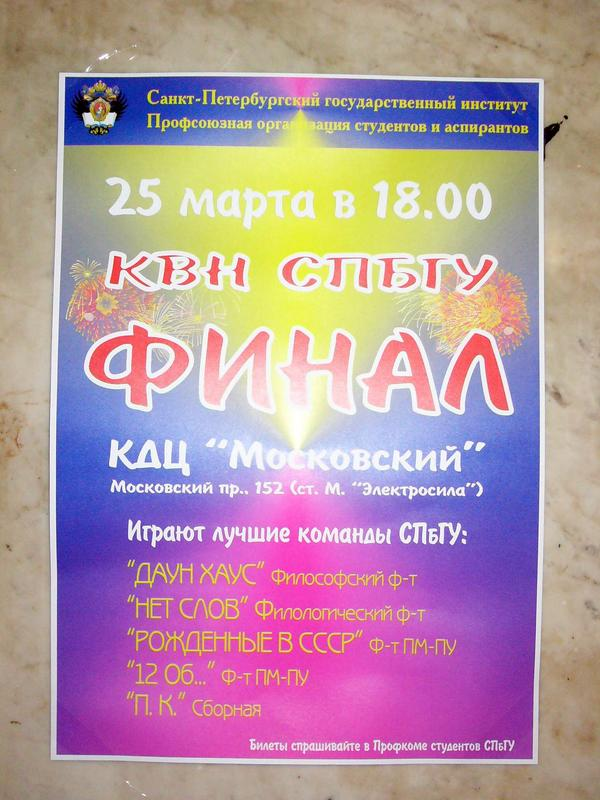 Санкт-Петербургский государственный институт
Профсоюзная организация студентов и аспирантов
25 марта в 18.00
КВН СПБГУ
ФИНАЛ
КДЦ "Московский"
Московский пр., 152 (ст. М. "Электросила")
Играют лучшие команды СПбГУ:
"ДАУН ХАУС" Философский ф-т
"НЕТ СЛОВ" Филологический ф-т
"РОЖДЕННЫЕ В СССР" Ф-т ПМ-ПУ
"12 Об..." Ф-т ПМ-ПУ
"П. К." Сборная
Билеты спрашивайте в Профкоме студентов СПбГУ